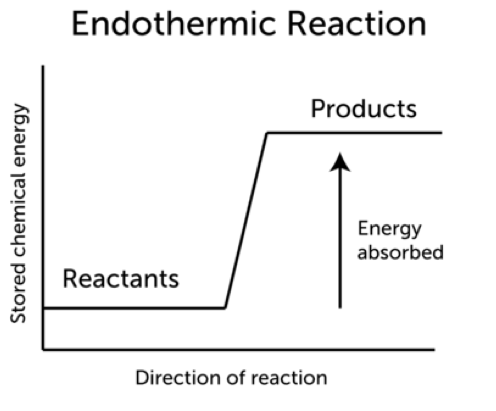 Endothermic Reaction
Products
Stored chemical energy
Energy
absorbed
Reactants
Direction of reaction